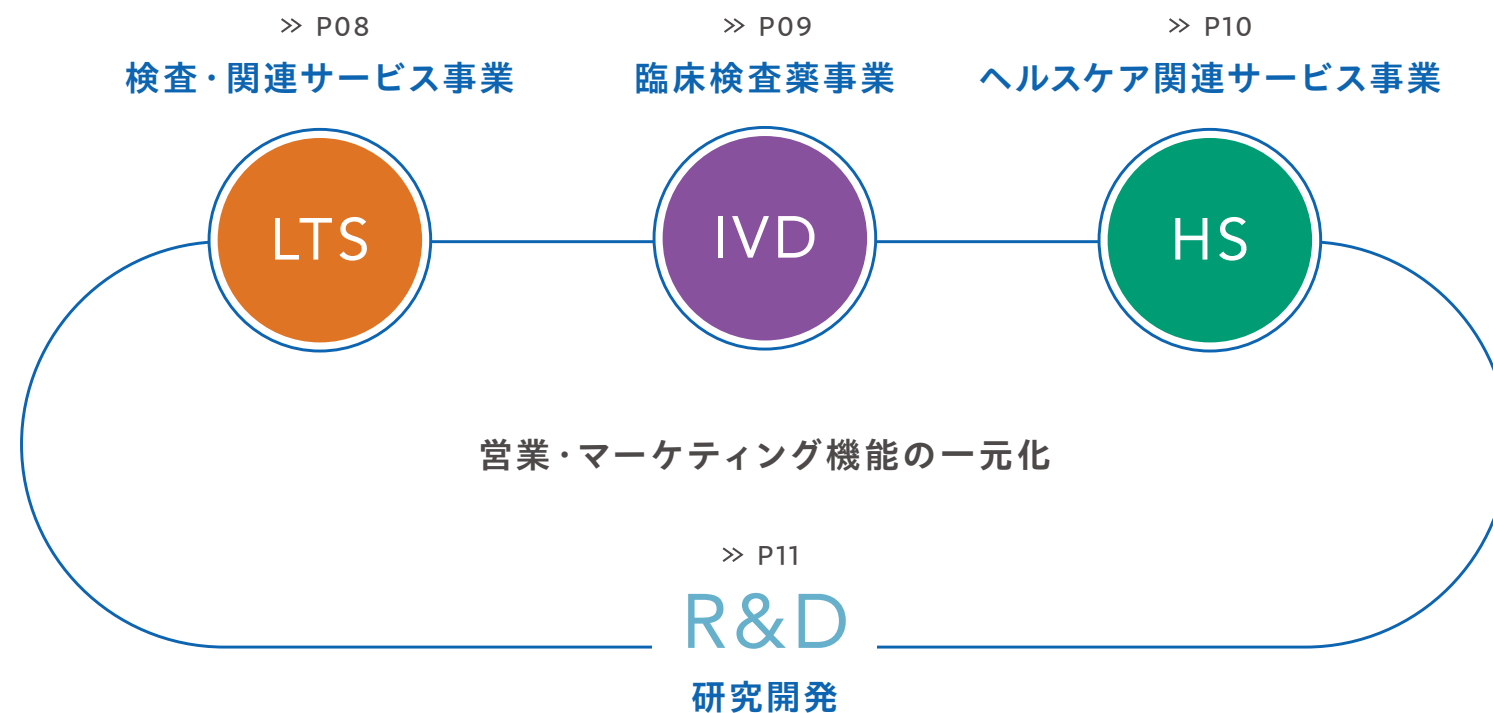 ≫ P08
検査・関連サービス事業
LTS
≫ P09
臨床検査薬事業
IVD
≫ P10
ヘルスケア関連サービス事業
HS
営業・マーケティング機能の一元化
≫ P11
R&D
研究開発